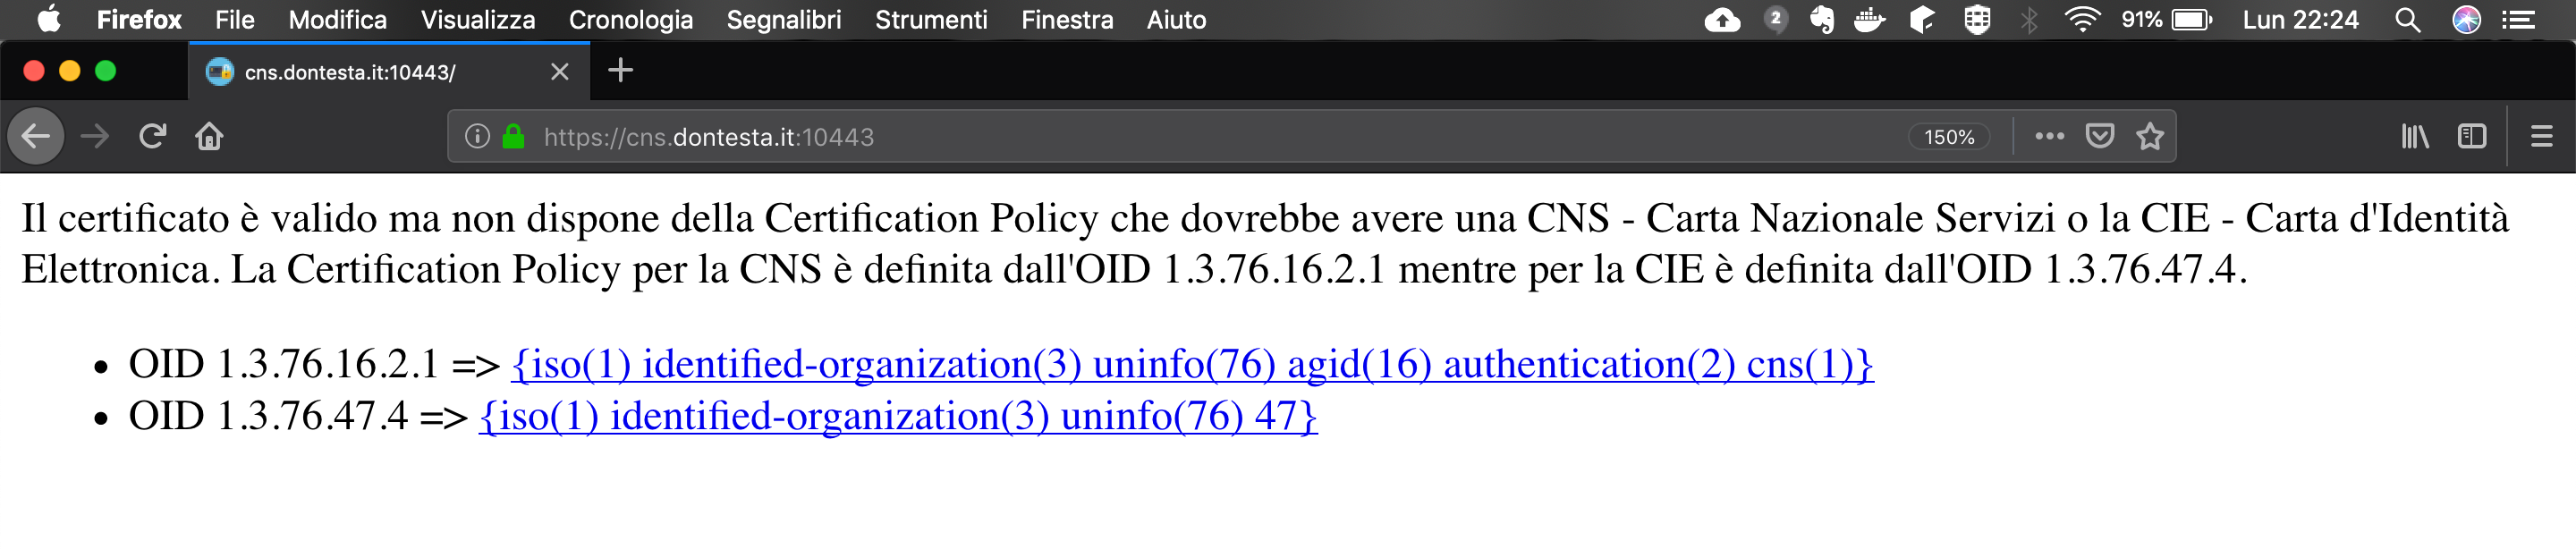 Firefox File Modifica Visualizza Cronologia Segnalibri Strumenti Finestra Aiuto 2 91% Lun 22:24
cns.dontesta.it:10443/
https://cns.dontesta.it:10443 150%
Il certificato è valido ma non dispone della Certification Policy che dovrebbe avere una CNS - Carta Nazionale Servizi o la CIE - Carta d'Identità
Elettronica. La Certification Policy per la CNS è definita dall'OID 1.3.76.16.2.1 mentre per la CIE è definita dall'OID 1.3.76.47.4.
• OID 1.3.76.16.2.1 => {iso(1) identified-organization(3) uninfo(76) agid(16) authentication(2) cns(1)}
• OID 1.3.76.47.4 => {iso(1) identified-organization(3) uninfo(76) 47}